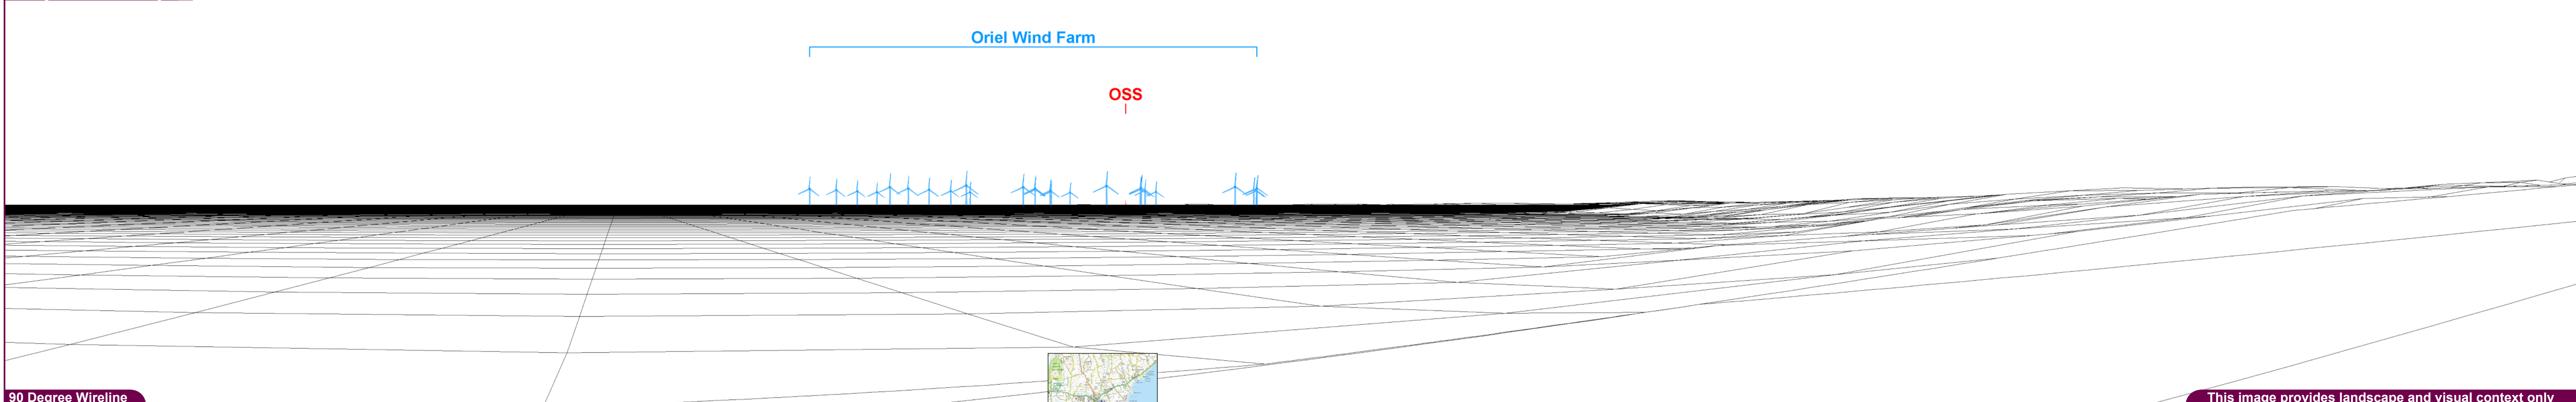 Oriel Wind Farm
OSS
90 Degree Wireline
This image provides landscape and visual context only